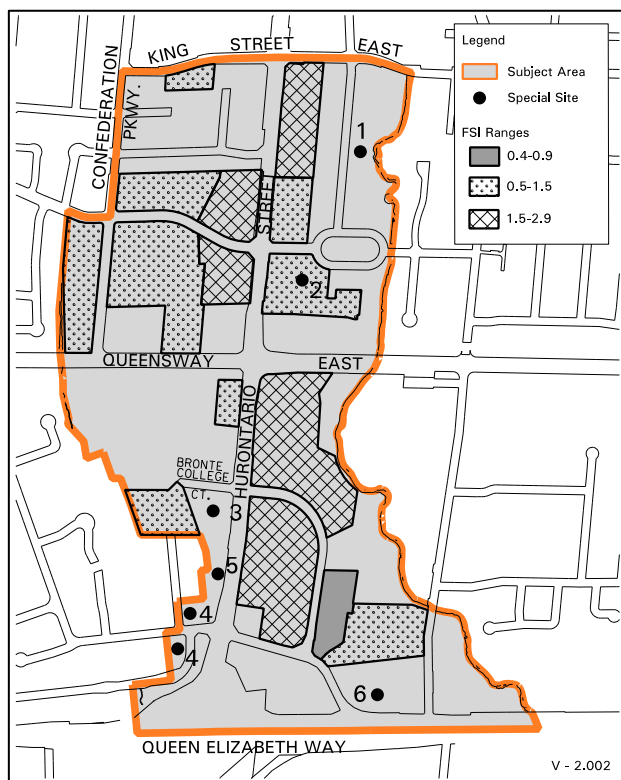 KING STREET EAST
CONFEDERATION
PKWY.
Legend
Subject Area
Special Site
FSI Ranges
0.4-0.9
0.5-1.5
1.5-2.9
1
STREET
2
QUEENSWAY EAST
HURONTARIO
BRONTE
COLLEGE
CT.
3
5
4
4
6
QUEEN ELIZABETH WAY
V - 2.002